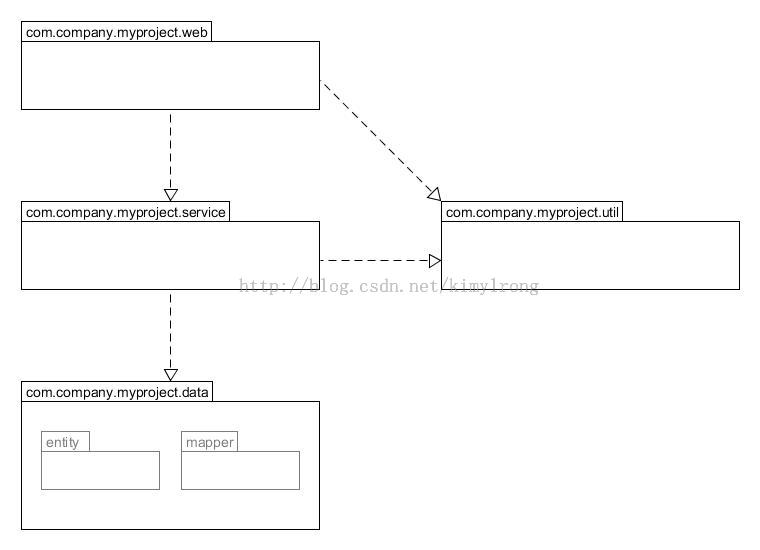 com.company.myproject.web
com.company.myproject.service
com.company.myproject.util
http://blog.csdn.net/kimylrong
com.company.myproject.data
entity
mapper